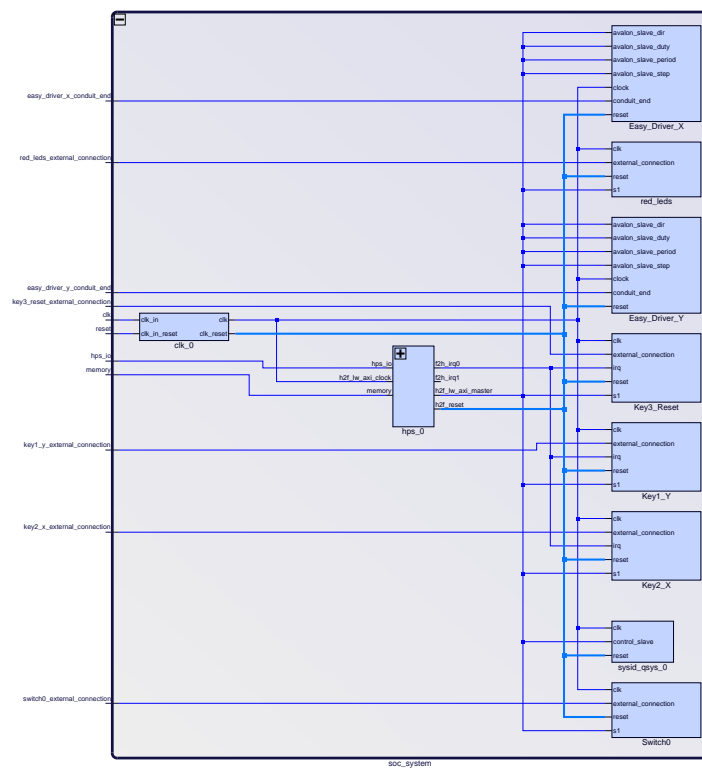 avalon_slave_dir
avalon_slave_duty
avalon_slave_period
avalon_slave_step
clock
easy_driver_x_conduit_end
conduit_end
reset
Easy_Driver_X
clk
red_leds_external_connection
external_connection
reset
s1
red_leds
avalon_slave_dir
avalon_slave_duty
avalon_slave_period
avalon_slave_step
clock
easy_driver_y_conduit_end
conduit_end
key3_reset_external_connection
reset
Easy_Driver_Y
clk
clk_in
clk
reset
clk_in_reset
clk_reset
clk_0
clk
external_connection
irq
reset
s1
Key3_Reset
hps_io
memory
hps_io
f2h_irq0
h2f_lw_axi_clock
f2h_irq1
memory
h2f_lw_axi_master
h2f_reset
hps_0
clk
key1_y_external_connection
external_connection
irq
reset
s1
Key1_Y
clk
key2_x_external_connection
external_connection
irq
reset
s1
Key2_X
clk
control_slave
reset
sysid_qsys_0
clk
switch0_external_connection
external_connection
reset
s1
Switch0
soc_system